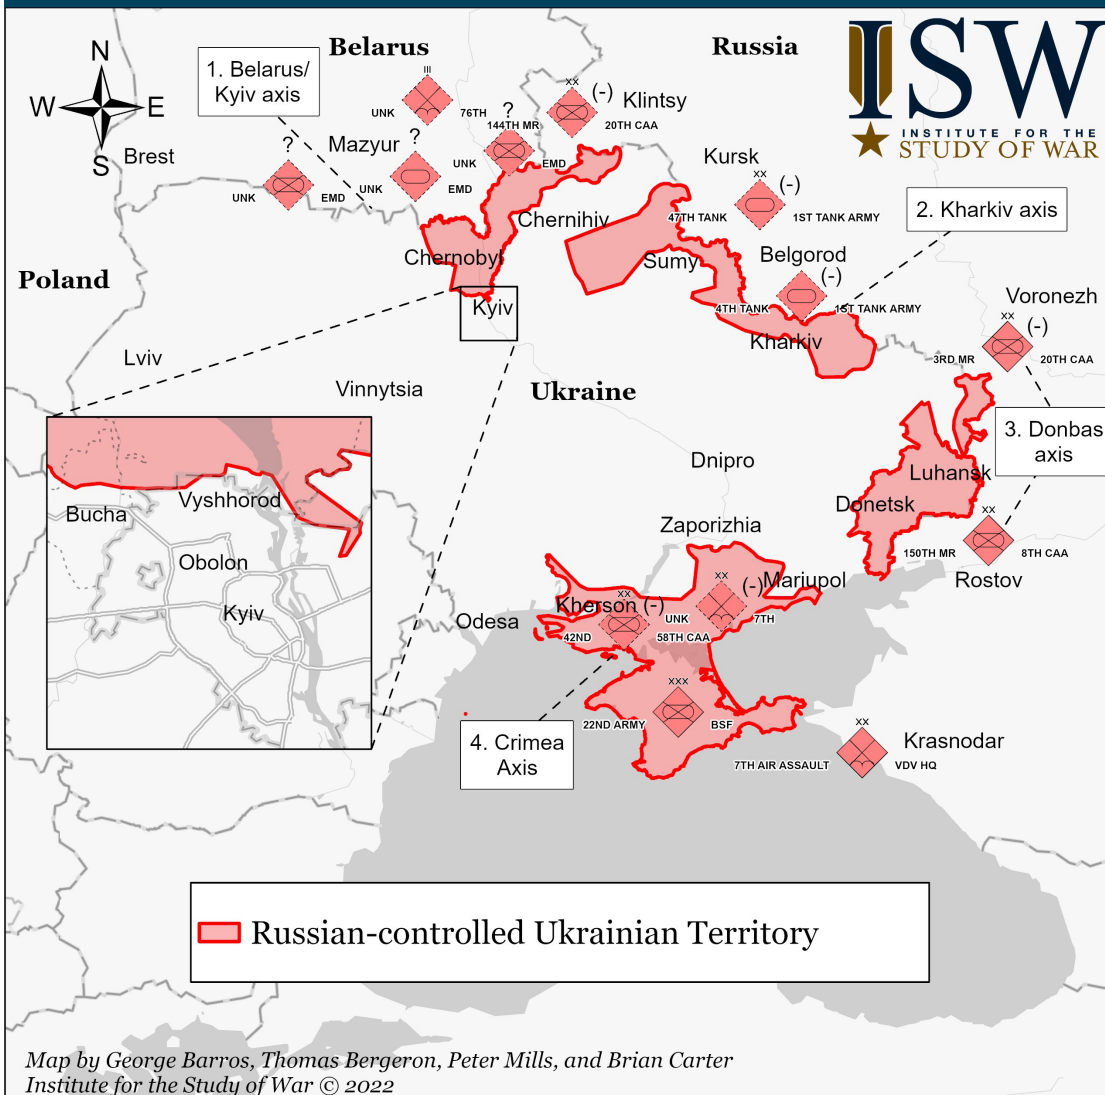 Belarus
Russia
ISW
INSTITUTE FOR THE
STUDY OF WAR
N
W
E
S
1. Belarus/
Kyiv axis
III
UNK
76TH
?
144TH MR
UNK
EMD
XX
(-)
Klintsy
20TH CAA
Brest
Mazyur
?
UNK
EMD
?
UNK
EMD
Kursk
XX
(-)
47TH TANK
1ST TANK ARMY
2. Kharkiv axis
Chernihiv
Chernobyl
Sumy
Belgorod
(-)
4TH TANK
1ST TANK ARMY
Poland
Kyiv
Kharkiv
Voronezh
XX
(-)
3RD MR
20TH CAA
Lviv
Vinnytsia
Ukraine
3. Donbas
axis
Dnipro
Luhansk
Donetsk
Vyshhorod
Bucha
Obolon
Kyiv
Zaporizhia
XX
150TH MR
8TH CAA
Rostov
Mariupol
XX
(-)
UNK
7TH
Odesa
Kherson
XX
(-)
42ND
58TH CAA
XXX
22ND ARMY
BSF
4. Crimea
Axis
XX
Krasnodar
7TH AIR ASSAULT
VDV HQ
Russian-controlled Ukrainian Territory
Map by George Barros, Thomas Bergeron, Peter Mills, and Brian Carter
Institute for the Study of War © 2022